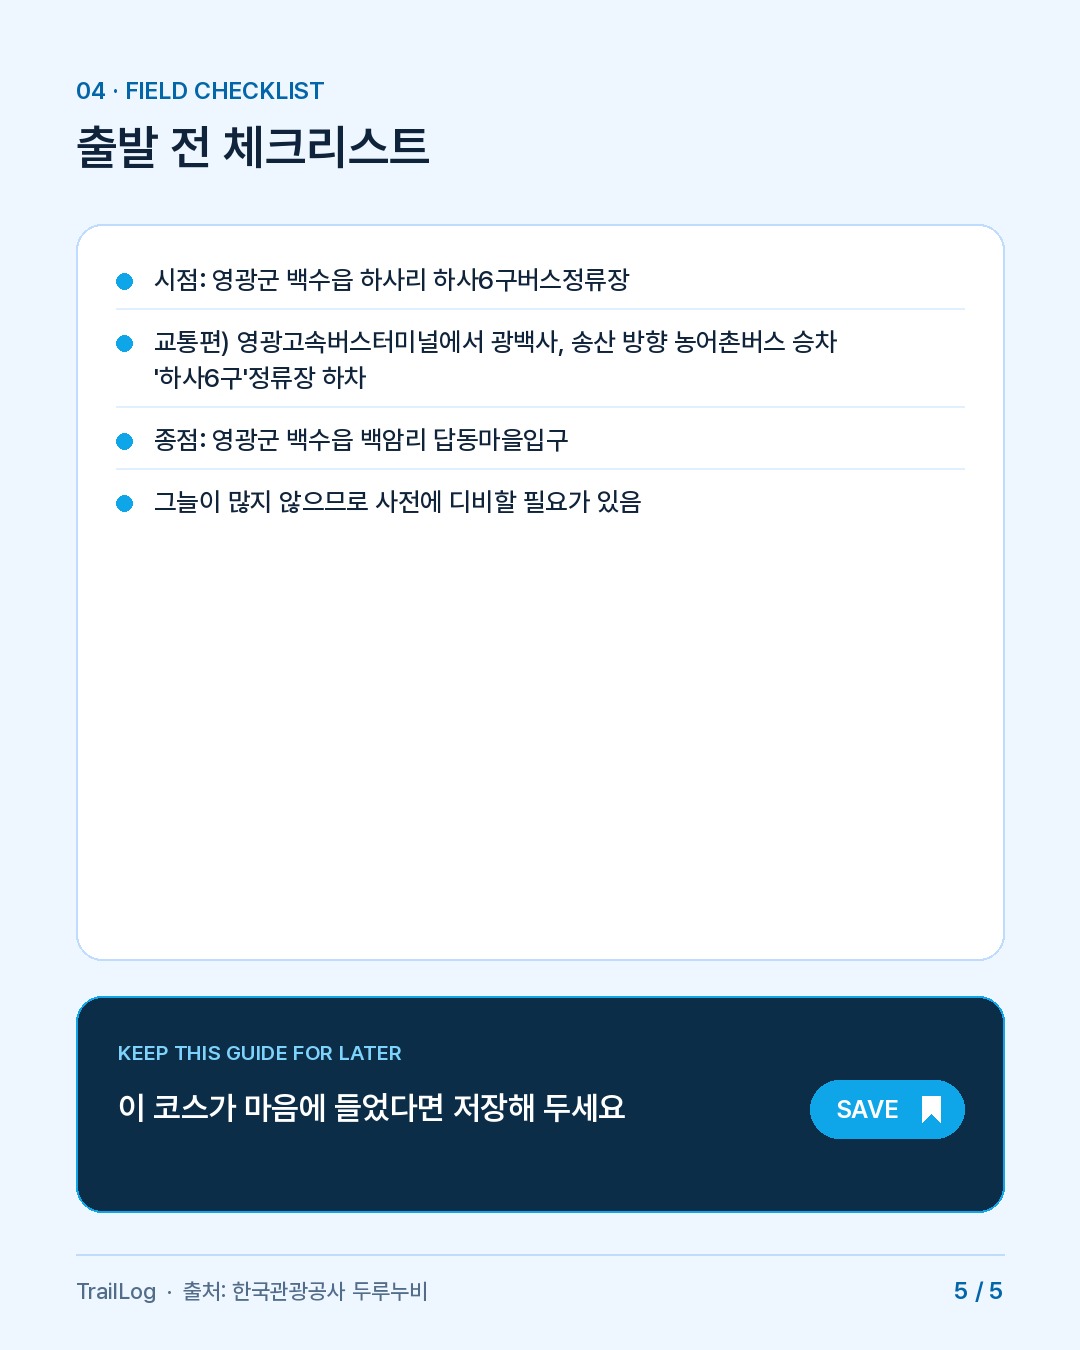 04 · FIELD CHECKLIST
출발 전 체크리스트
시점: 영광군 백수읍 하사리 하사6구버스정류장
교통편) 영광고속버스터미널에서 광백사, 송산 방향 농어촌버스 승차
'하사6구'정류장 하차
종점: 영광군 백수읍 백암리 답동마을입구
그늘이 많지 않으므로 사전에 디비할 필요가 있음
KEEP THIS GUIDE FOR LATER
이 코스가 마음에 들었다면 저장해 두세요
SAVE
TrailLog · 출처: 한국관광공사 두루누비
5 / 5